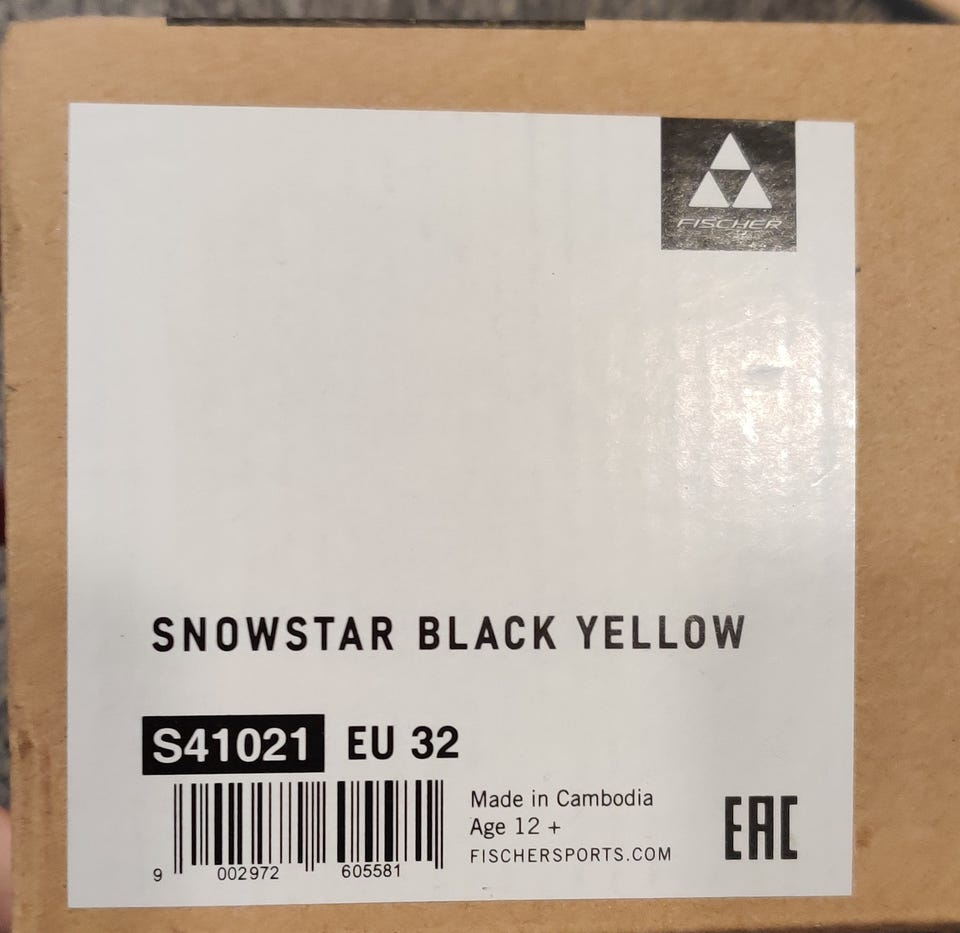 FISCHER
SNOWSTAR BLACK YELLOW
S41021 EU 32
Made in Cambodia
Age 12 +
FISCHERSPORTS.COM
EAC
9 002972 605581